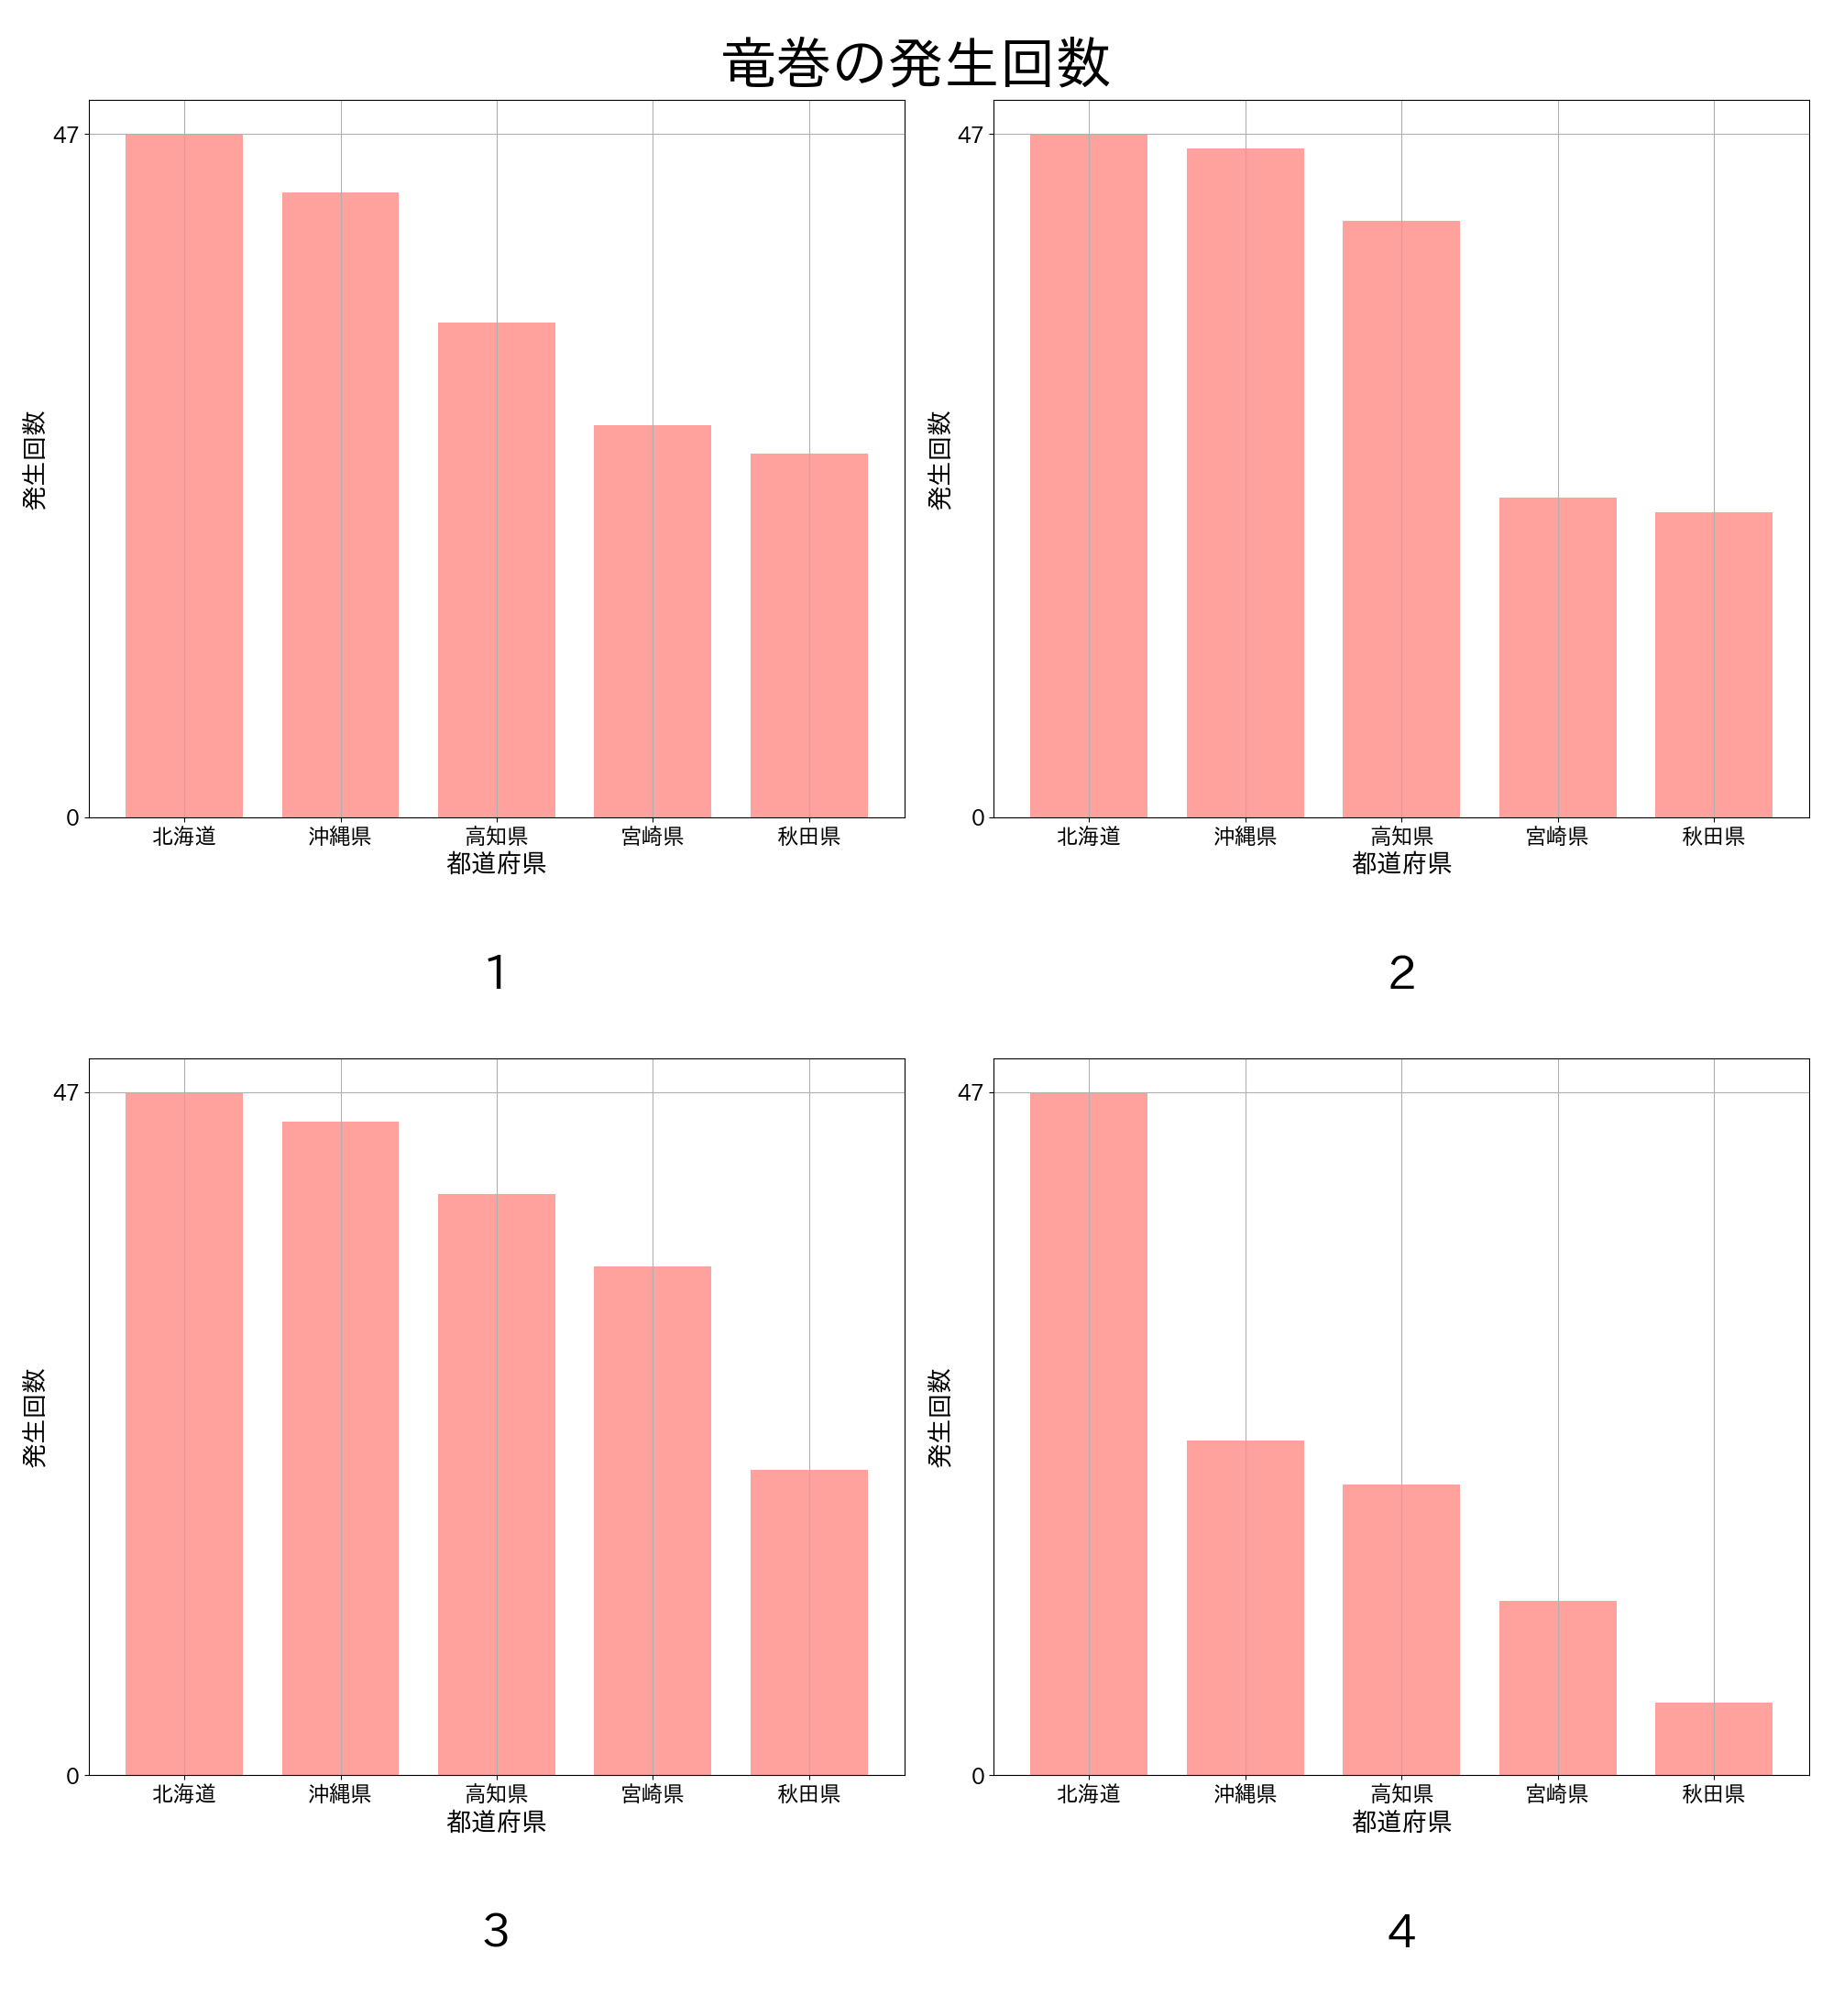 竜巻の発生回数
47
0
発生回数
北海道 沖縄県 高知県 宮崎県 秋田県
都道府県
1
47
0
発生回数
北海道 沖縄県 高知県 宮崎県 秋田県
都道府県
2
47
0
発生回数
北海道 沖縄県 高知県 宮崎県 秋田県
都道府県
3
47
0
発生回数
北海道 沖縄県 高知県 宮崎県 秋田県
都道府県
4